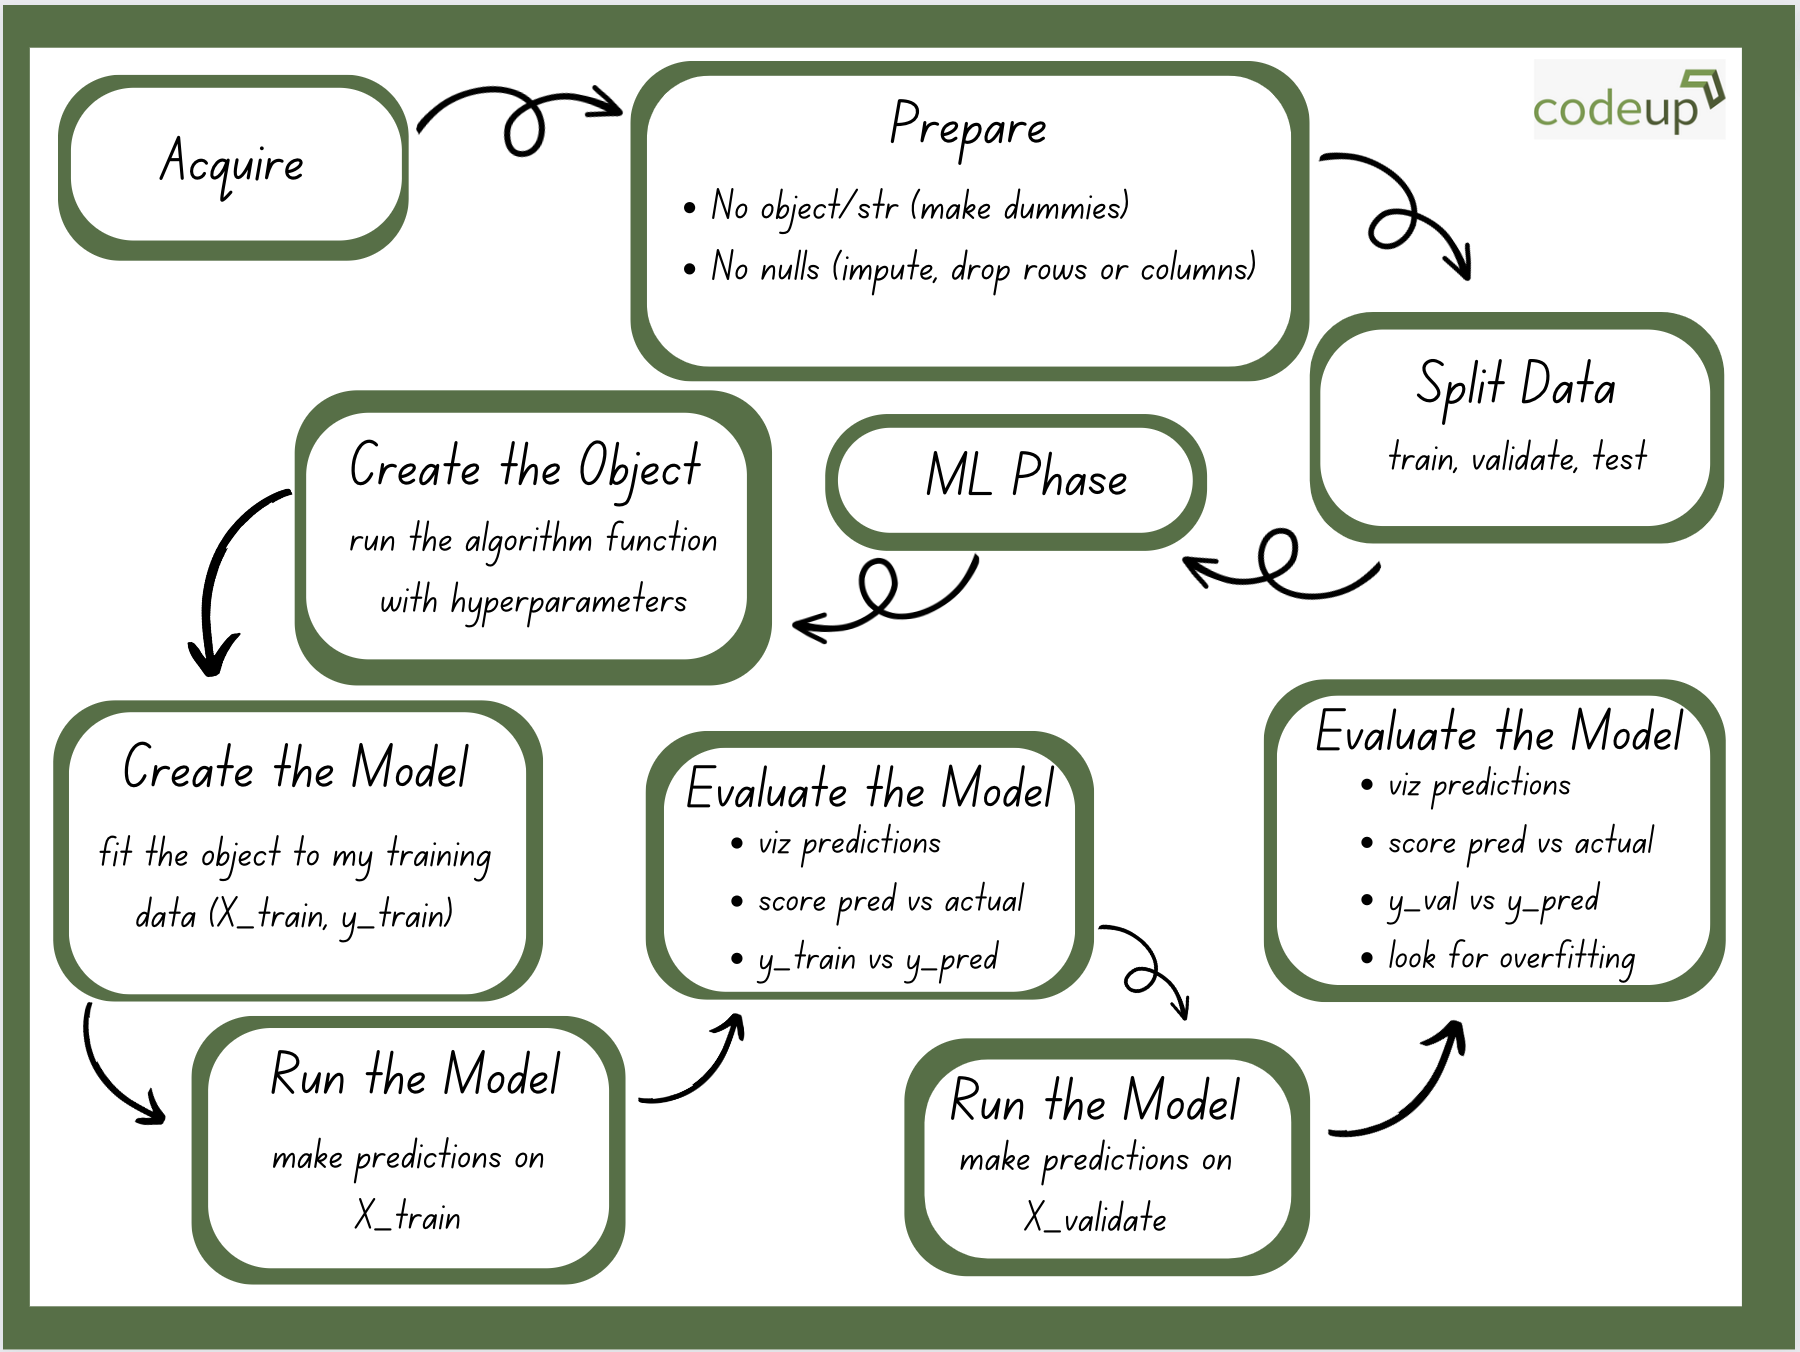 Acquire
Prepare
• No object/str (make dummies)
• No nulls (impute, drop rows or columns)
codeup
Split Data
train, validate, test
ML Phase
Create the Object
run the algorithm function
with hyperparameters
Create the Model
fit the object to my training
data (X_train, y_train)
Run the Model
make predictions on
X_train
Evaluate the Model
• viz predictions
• score pred vs actual
• y_train vs y_pred
Run the Model
make predictions on
X_validate
Evaluate the Model
• viz predictions
• score pred vs actual
• y_val vs y_pred
• look for overfitting